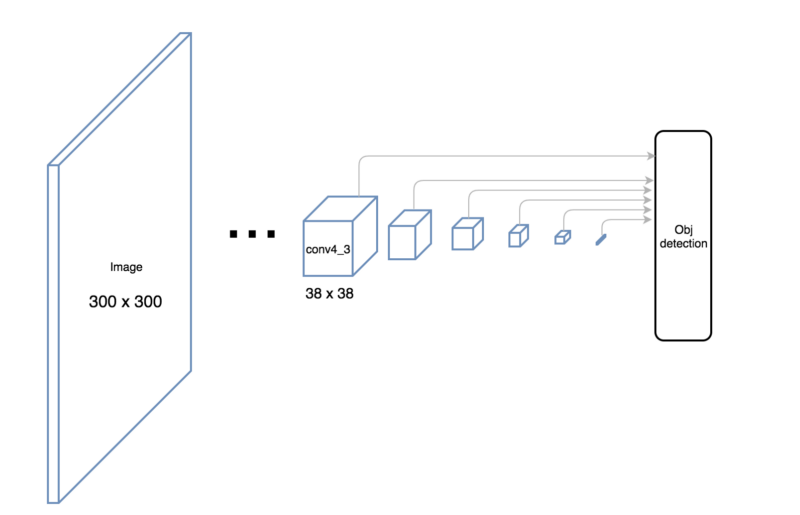 Image
300 x 300
conv4_3
38 x 38
Obj
detection